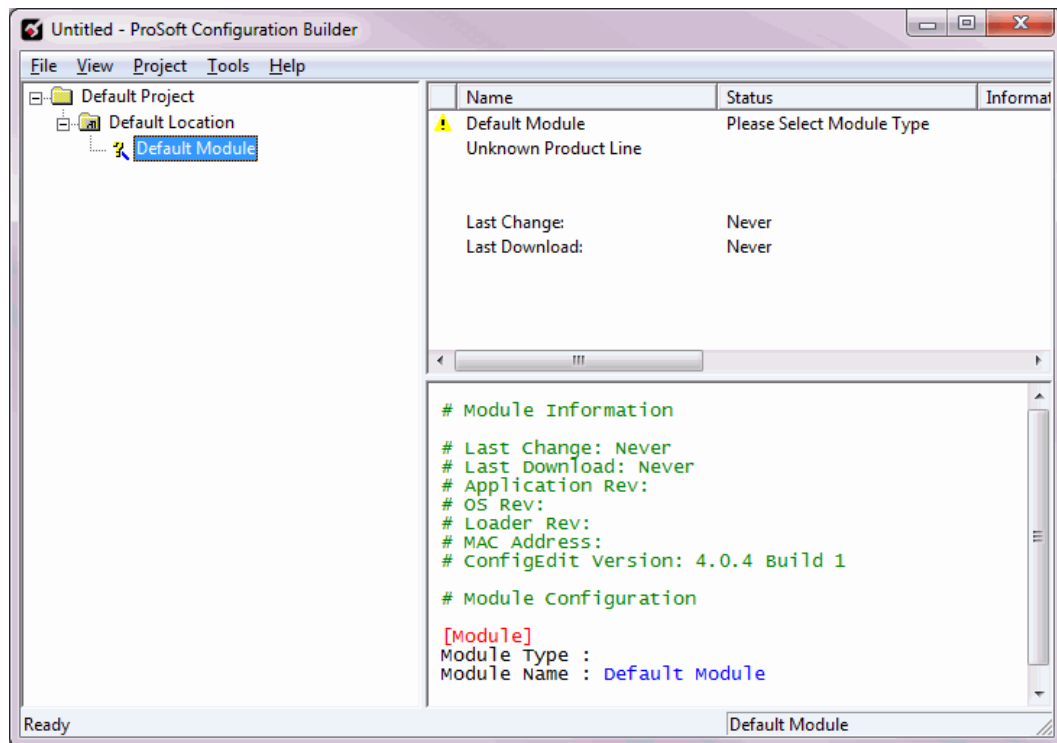 Untitled - ProSoft Configuration Builder
File View Project Tools Help
Default Project
Default Location
Default Module
Name Status Informat
Default Module Please Select Module Type
Unknown Product Line
Last Change: Never
Last Download: Never
# Module Information
# Last Change: Never
# Last Download: Never
# Application Rev:
# OS Rev:
# Loader Rev:
# MAC Address:
# ConfigEdit Version: 4.0.4 Build 1
# Module Configuration
[Module]
Module Type :
Module Name : Default Module
Ready Default Module